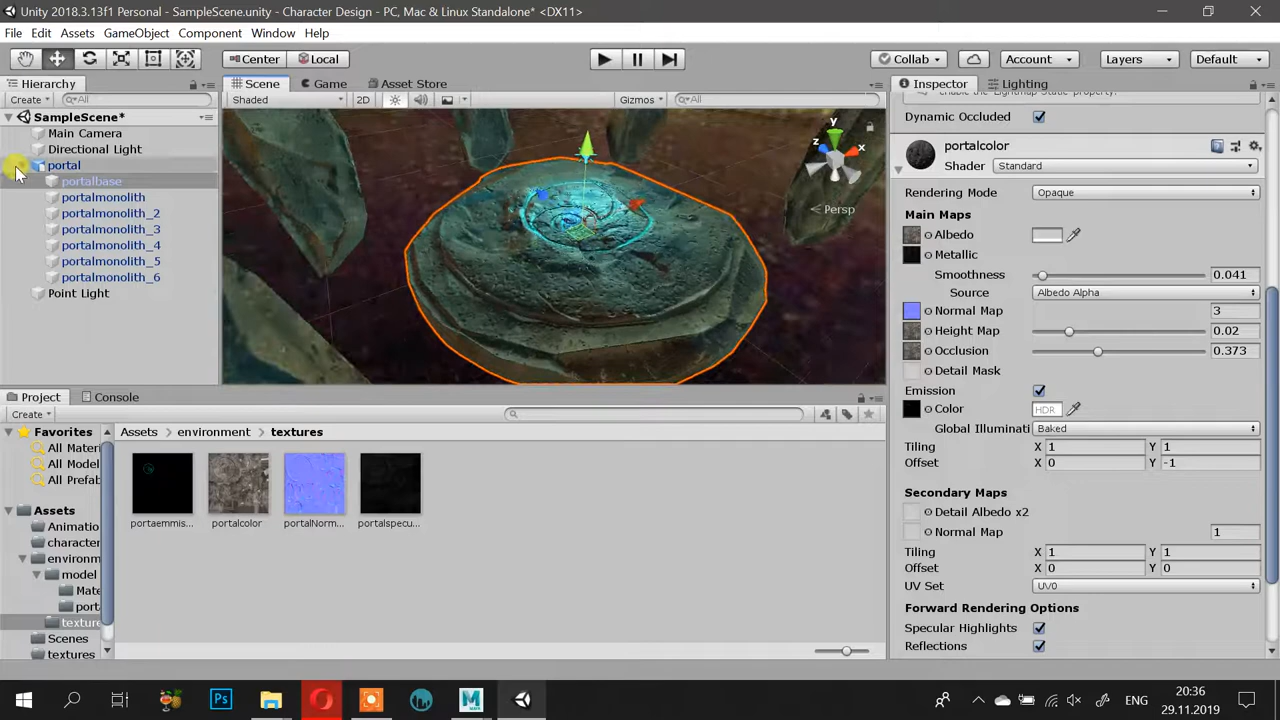 Unity 2018.3.13f1 Personal - SampleScene.unity - Character Design - PC, Mac & Linux Standalone* <DX11>
File Edit Assets GameObject Component Window Help
Center Local Collab Account Layers Default
Hierarchy Scene Game Asset Store Inspector Lighting
Create All Shaded 2D Gizmos All
SampleScene*
Main Camera
Directional Light
portal
portalbase
portalmonolith
portalmonolith_2
portalmonolith_3
portalmonolith_4
portalmonolith_5
portalmonolith_6
Point Light
y
z x
Persp
Dynamic Occluded
portalcolor
Shader Standard
Rendering Mode Opaque
Main Maps
Albedo
Metallic
Smoothness 0.041
Source Albedo Alpha
Normal Map 3
Height Map 0.02
Occlusion 0.373
Detail Mask
Emission
Color HDR
Global Illuminati Baked
Tiling X 1 Y 1
Offset X 0 Y -1
Secondary Maps
Detail Albedo x2
Normal Map 1
Tiling X 1 Y 1
Offset X 0 Y 0
UV Set UV0
Forward Rendering Options
Specular Highlights
Reflections
Project Console
Create
Favorites
All Materi
All Model
All Prefab
Assets
Animatio
character
environm
model
Mate
port
texture
Scenes
textures
Assets environment textures
portaemmis... portalcolor portalNorm... portalspecu...
Ps
ENG
20:36
29.11.2019